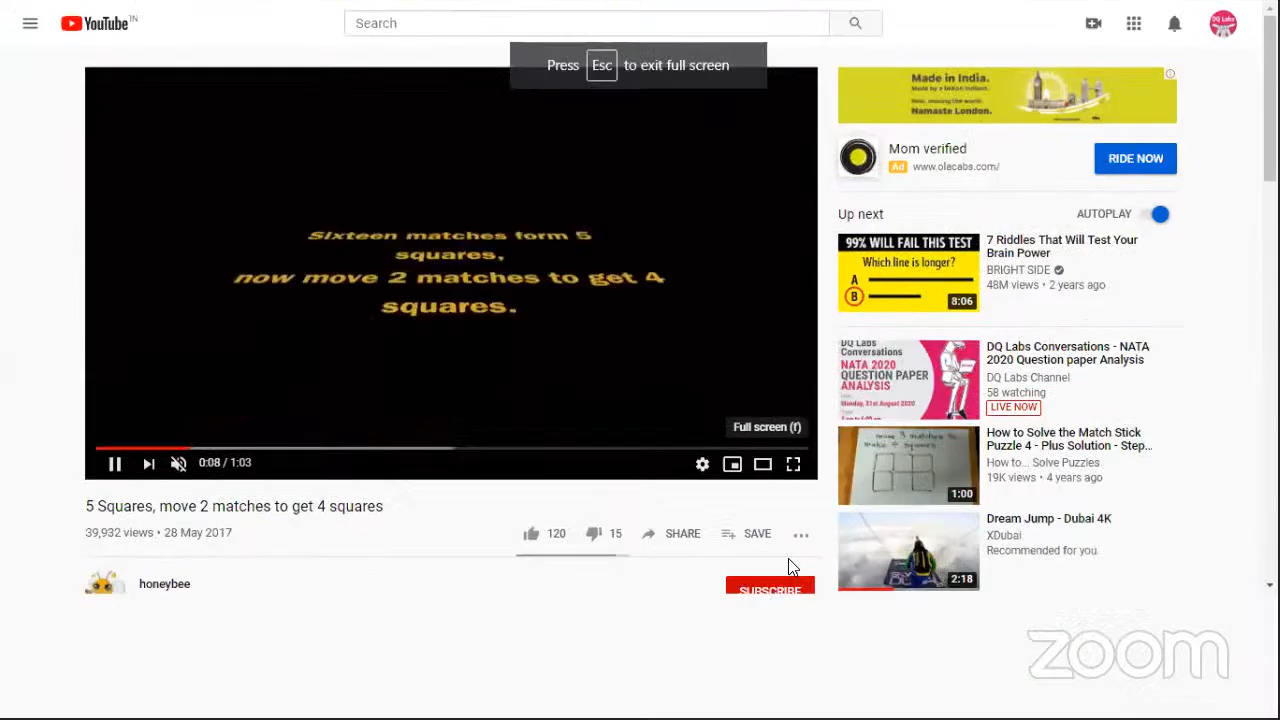 YouTube IN
Search
DQ Labs
Press Esc to exit full screen
Made in India.
Namaste London.
Mom verified
Ad www.olacabs.com/
RIDE NOW
Sixteen matches form 5
squares,
now move 2 matches to get 4
squares.
Full screen (f)
0:08 / 1:03
5 Squares, move 2 matches to get 4 squares
39,932 views • 28 May 2017
120
15
SHARE
SAVE
honeybee
SUBSCRIBE
Up next
AUTOPLAY
99% WILL FAIL THIS TEST
Which line is longer?
A
B
8:06
7 Riddles That Will Test Your
Brain Power
BRIGHT SIDE
48M views • 2 years ago
DQ Labs
Conversations
NATA 2020
QUESTION PAPER
ANALYSIS
Monday, 31st August 2020
DQ Labs Conversations - NATA
2020 Question paper Analysis
DQ Labs Channel
58 watching
LIVE NOW
1:00
How to Solve the Match Stick
Puzzle 4 - Plus Solution - Step...
How to... Solve Puzzles
19K views • 4 years ago
2:18
Dream Jump - Dubai 4K
XDubai
Recommended for you
zoom